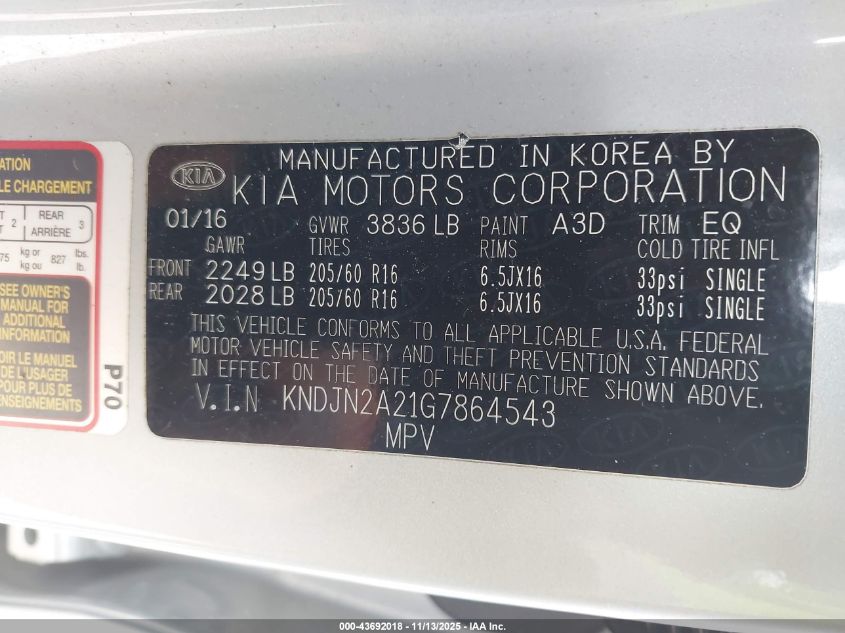 ATION
LE CHARGEMENT
T 2 REAR 3
T ARRIÈRE
75 kg or 827 lbs.
kg ou lb.
SEE OWNER'S
MANUAL FOR
ADDITIONAL
INFORMATION
OIR LE MANUEL
DE L'USAGER
POUR PLUS DE
ENSEIGNEMENTS
P70
KIA
MANUFACTURED IN KOREA BY
KIA MOTORS CORPORATION
01/16 GVWR 3836 LB PAINT A3D TRIM EQ
GAWR TIRES RIMS COLD TIRE INFL
FRONT 2249 LB 205/60 R16 6.5JX16 33psi SINGLE
REAR 2028 LB 205/60 R16 6.5JX16 33psi SINGLE
THIS VEHICLE CONFORMS TO ALL APPLICABLE U.S.A. FEDERAL
MOTOR VEHICLE SAFETY AND THEFT PREVENTION STANDARDS
IN EFFECT ON THE DATE OF MANUFACTURE SHOWN ABOVE.
V.I.N KNDJN2A21G7864543
MPV
000-43692018 - 11/13/2025 - IAA, Inc.